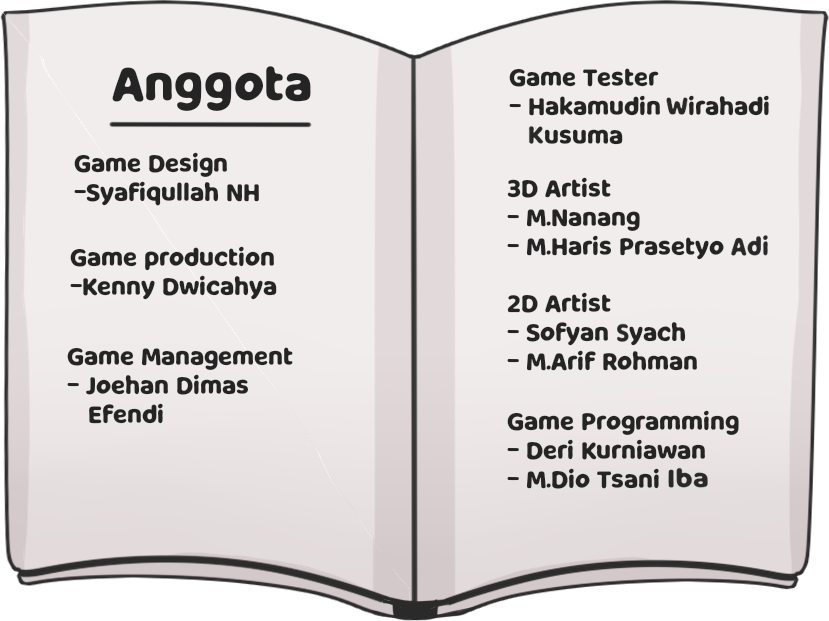 Anggota
Game Design
-Syafiqullah NH
Game production
-Kenny Dwicahya
Game Management
- Joehan Dimas
Efendi
Game Tester
- Hakamudin Wirahadi
Kusuma
3D Artist
- M.Nanang
- M.Haris Prasetyo Adi
2D Artist
- Sofyan Syach
- M.Arif Rohman
Game Programming
- Deri Kurniawan
- M.Dio Tsani Iba